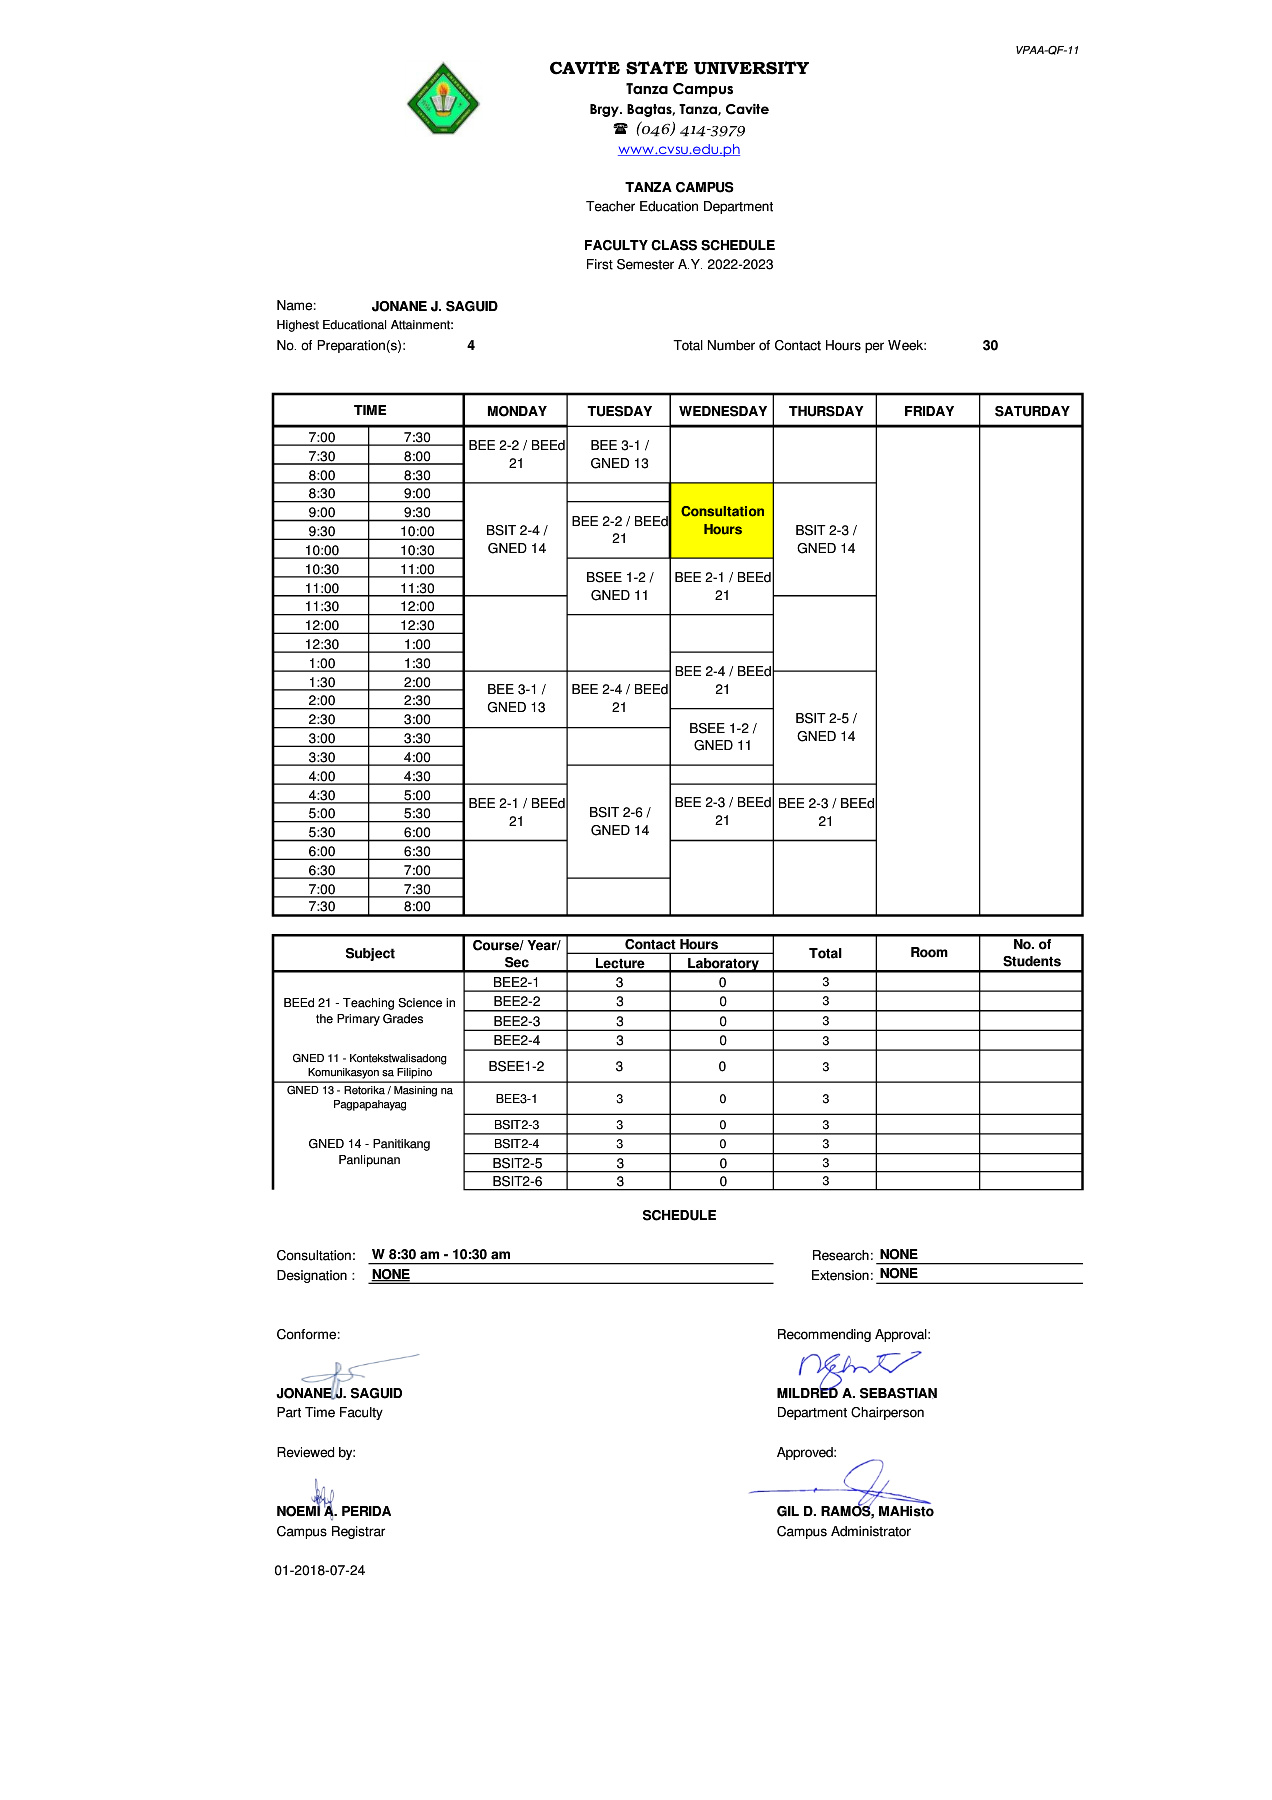 VPAA-QF-11
CAVITE STATE UNIVERSITY
Tanza Campus
Brgy. Bagtas, Tanza, Cavite
☎ (046) 414-3979
www.cvsu.edu.ph
TANZA CAMPUS
Teacher Education Department
FACULTY CLASS SCHEDULE
First Semester A.Y. 2022-2023
Name: JONANE J. SAGUID
Highest Educational Attainment:
No. of Preparation(s): 4 Total Number of Contact Hours per Week: 30
TIME MONDAY TUESDAY WEDNESDAY THURSDAY FRIDAY SATURDAY
7:00 7:30
7:30 8:00
8:00 8:30
8:30 9:00
9:00 9:30
9:30 10:00
10:00 10:30
10:30 11:00
11:00 11:30
11:30 12:00
12:00 12:30
12:30 1:00
1:00 1:30
1:30 2:00
2:00 2:30
2:30 3:00
3:00 3:30
3:30 4:00
4:00 4:30
4:30 5:00
5:00 5:30
5:30 6:00
6:00 6:30
6:30 7:00
7:00 7:30
7:30 8:00
BEE 2-2 / BEEd
21
BSIT 2-4 /
GNED 14
BEE 3-1 /
GNED 13
BEE 2-1 / BEEd
21
BEE 3-1 /
GNED 13
BEE 2-2 / BEEd
21
BSEE 1-2 /
GNED 11
BEE 2-4 / BEEd
21
BSIT 2-6 /
GNED 14
Consultation
Hours
BEE 2-1 / BEEd
21
BEE 2-4 / BEEd
21
BSEE 1-2 /
GNED 11
BEE 2-3 / BEEd
21
BSIT 2-3 /
GNED 14
BSIT 2-5 /
GNED 14
BEE 2-3 / BEEd
21
Subject
Course/ Year/
Sec
Contact Hours
Lecture Laboratory
Total
Room
No. of
Students
BEEd 21 - Teaching Science in
the Primary Grades
BEE2-1 3 0 3
BEE2-2 3 0 3
BEE2-3 3 0 3
BEE2-4 3 0 3
GNED 11 - Kontekstwalisadong
Komunikasyon sa Filipino
BSEE1-2 3 0 3
GNED 13 - Retorika / Masining na
Pagpapahayag
BEE3-1 3 0 3
GNED 14 - Panitikang
Panlipunan
BSIT2-3 3 0 3
BSIT2-4 3 0 3
BSIT2-5 3 0 3
BSIT2-6 3 0 3
SCHEDULE
Consultation: W 8:30 am - 10:30 am Research: NONE
Designation : NONE Extension: NONE
Conforme: Recommending Approval:
JONANE J. SAGUID MILDRED A. SEBASTIAN
Part Time Faculty Department Chairperson
Reviewed by: Approved:
NOEMI A. PERIDA GIL D. RAMOS, MAHisto
Campus Registrar Campus Administrator
01-2018-07-24